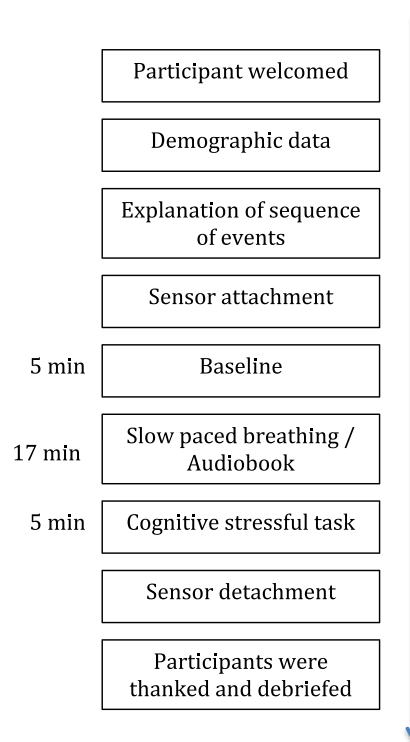 Participant welcomed
Demographic data
Explanation of sequence
of events
Sensor attachment
5 min
Baseline
17 min
Slow paced breathing /
Audiobook
5 min
Cognitive stressful task
Sensor detachment
Participants were
thanked and debriefed